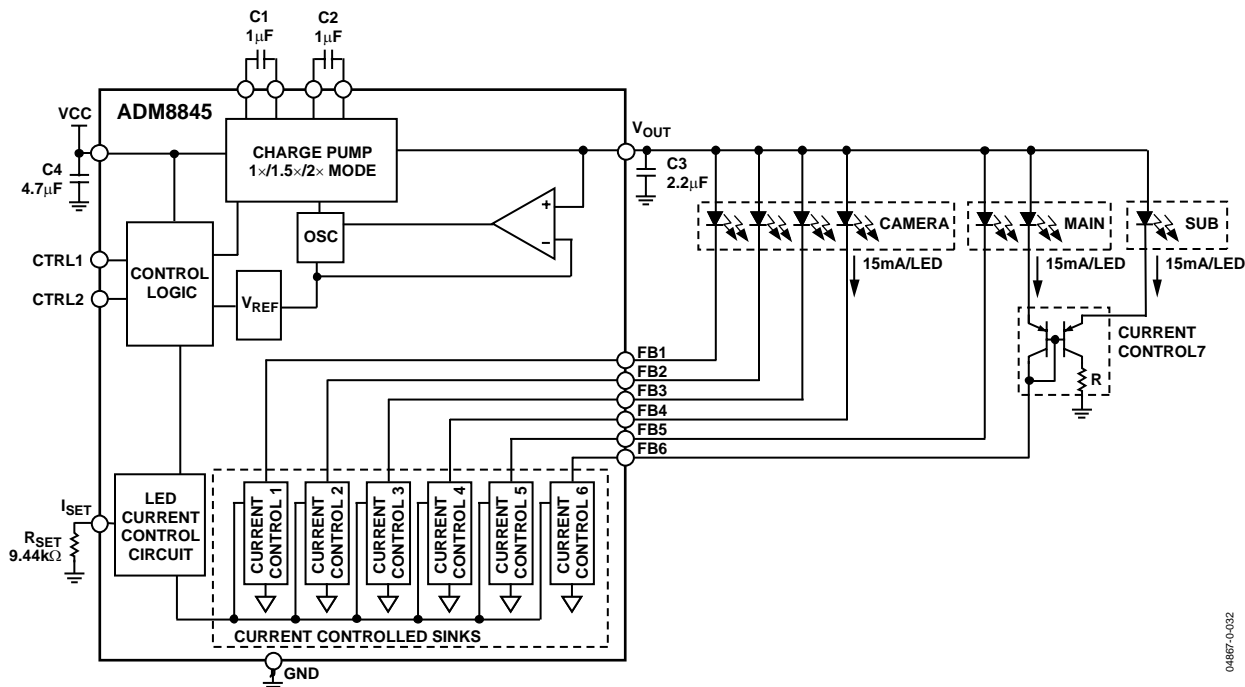 C1
1µF
C2
1µF
ADM8845
VCC
C4
4.7µF
CHARGE PUMP
1×/1.5×/2× MODE
VOUT
C3
2.2µF
OSC
+
–
CTRL1
CTRL2
CONTROL
LOGIC
VREF
CAMERA
MAIN
SUB
15mA/LED
15mA/LED
15mA/LED
CURRENT
CONTROL7
R
FB1
FB2
FB3
FB4
FB5
FB6
ISET
RSET
9.44kΩ
LED
CURRENT
CONTROL
CIRCUIT
CURRENT
CONTROL 1
CURRENT
CONTROL 2
CURRENT
CONTROL 3
CURRENT
CONTROL 4
CURRENT
CONTROL 5
CURRENT
CONTROL 6
CURRENT CONTROLLED SINKS
GND
04867-0-032